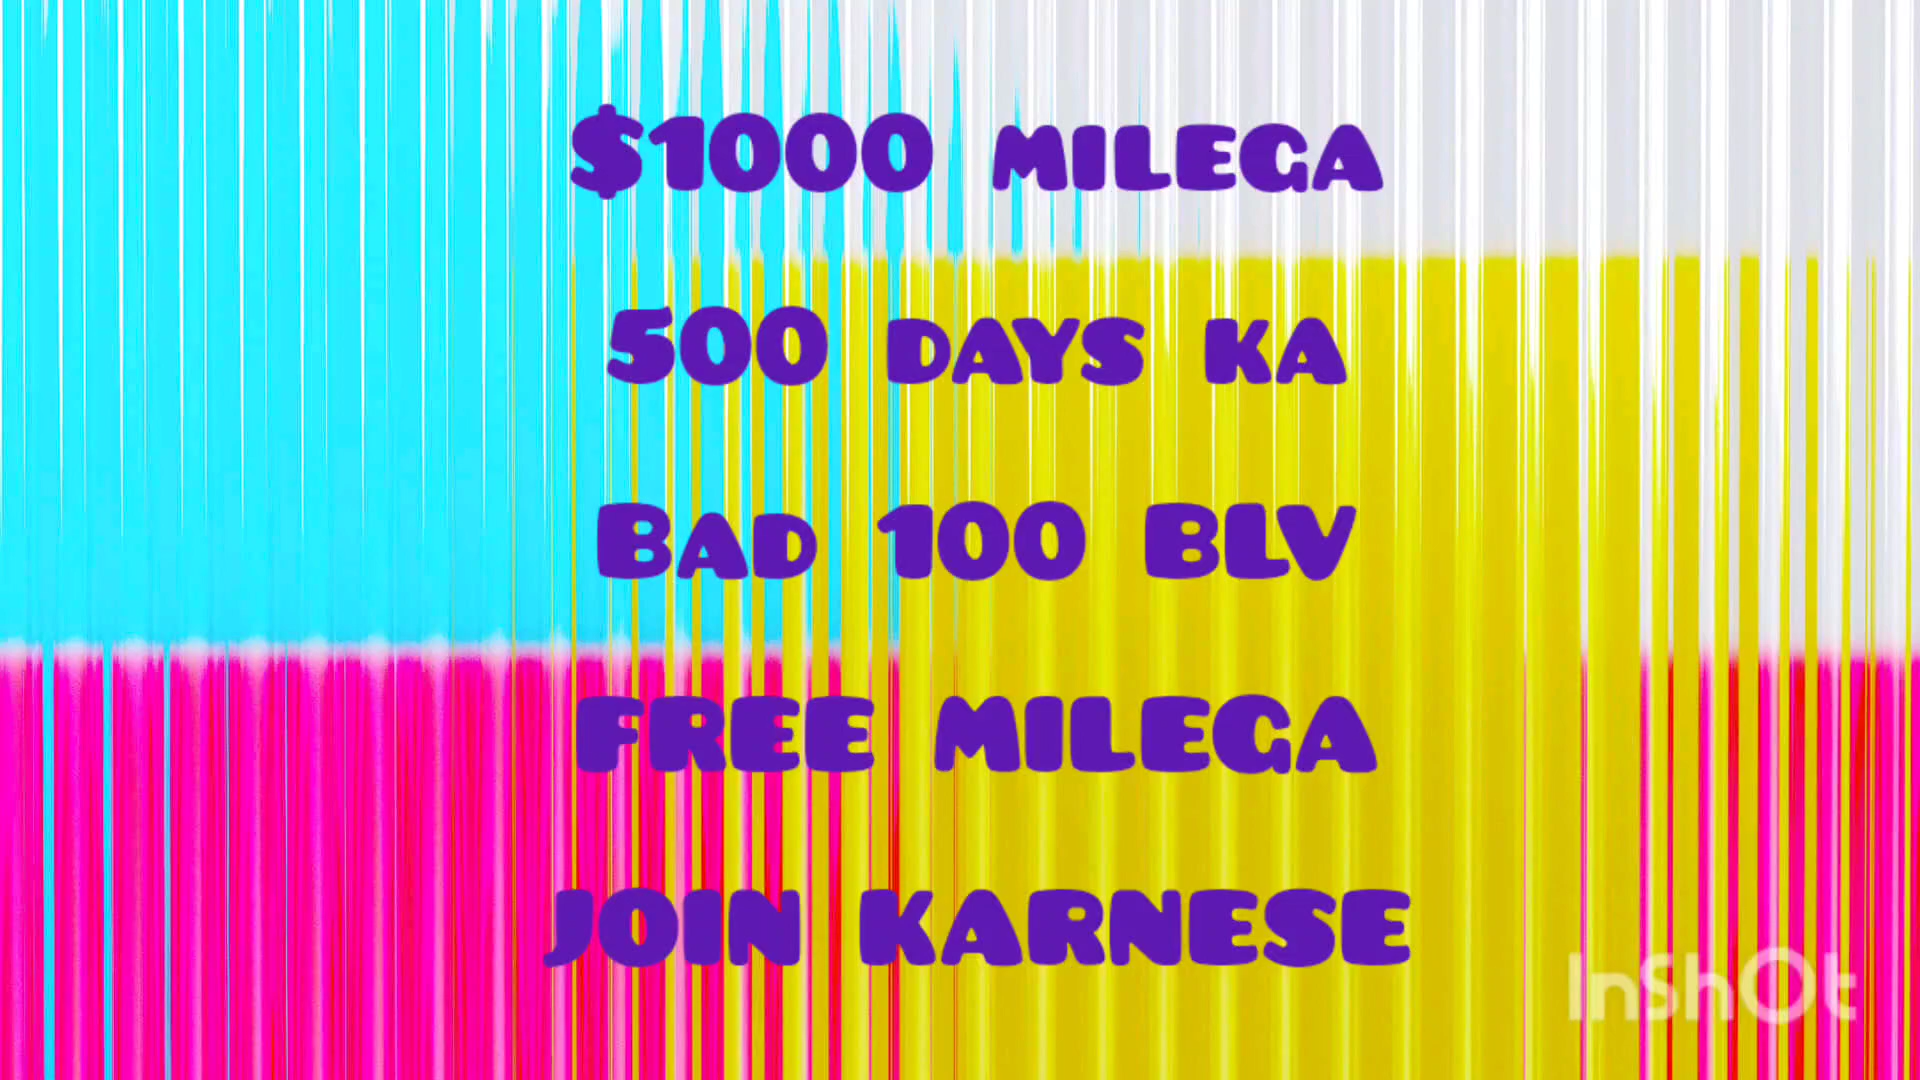 $1000 MILEGA
500 DAYS KA
BAD 100 BLV
FREE MILEGA
JOIN KARNESE
InShOt